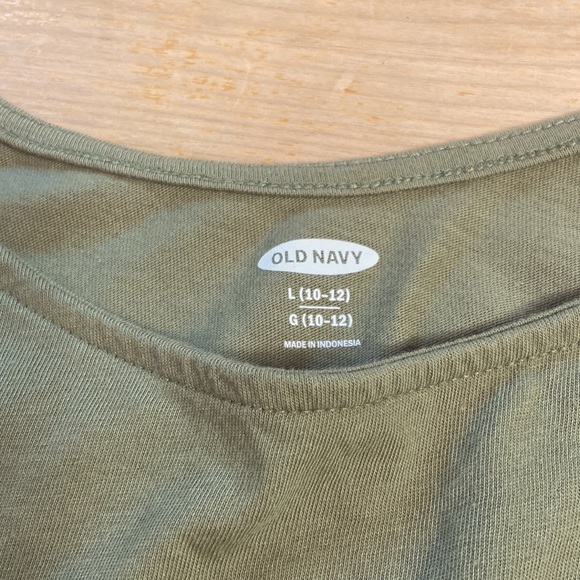 OLD NAVY
L (10-12)
G (10-12)
MADE IN INDONESIA